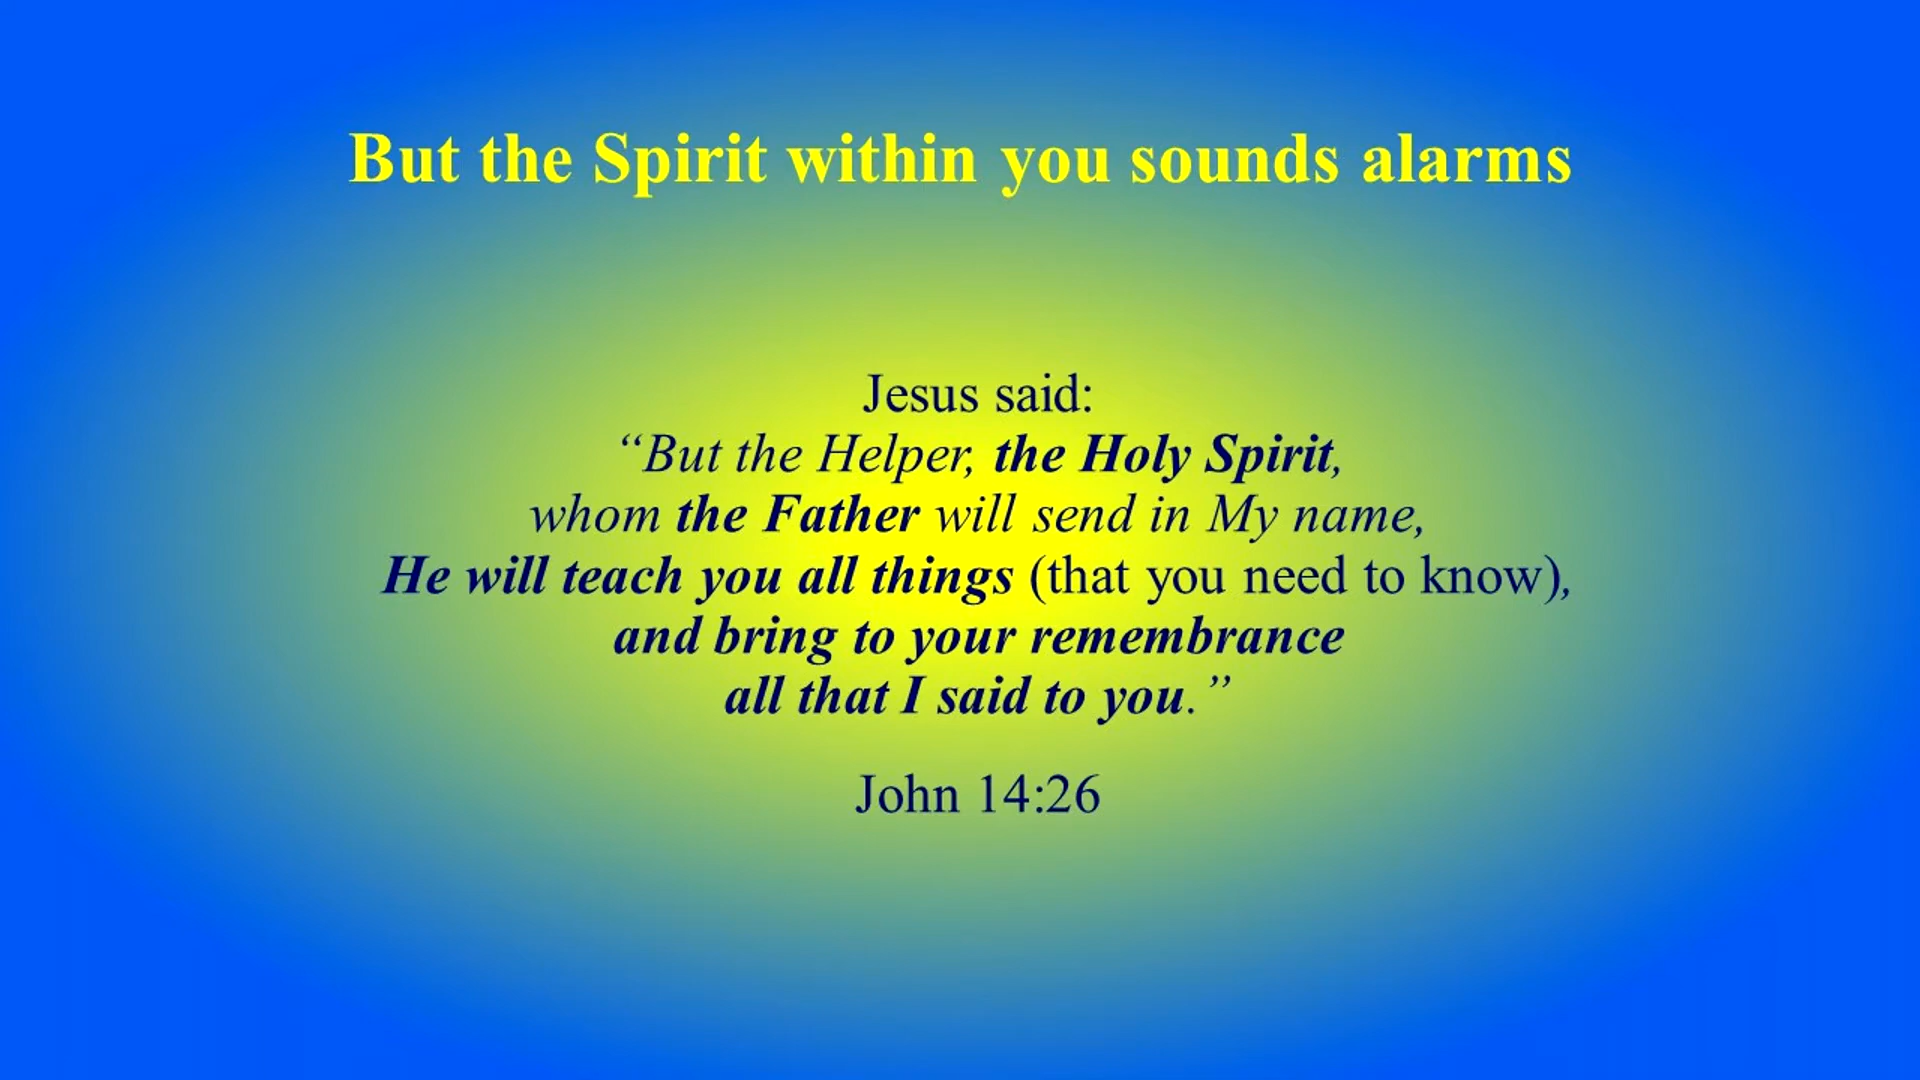 But the Spirit within you sounds alarms
Jesus said:
“But the Helper, the Holy Spirit,
whom the Father will send in My name,
He will teach you all things (that you need to know),
and bring to your remembrance
all that I said to you.”
John 14:26